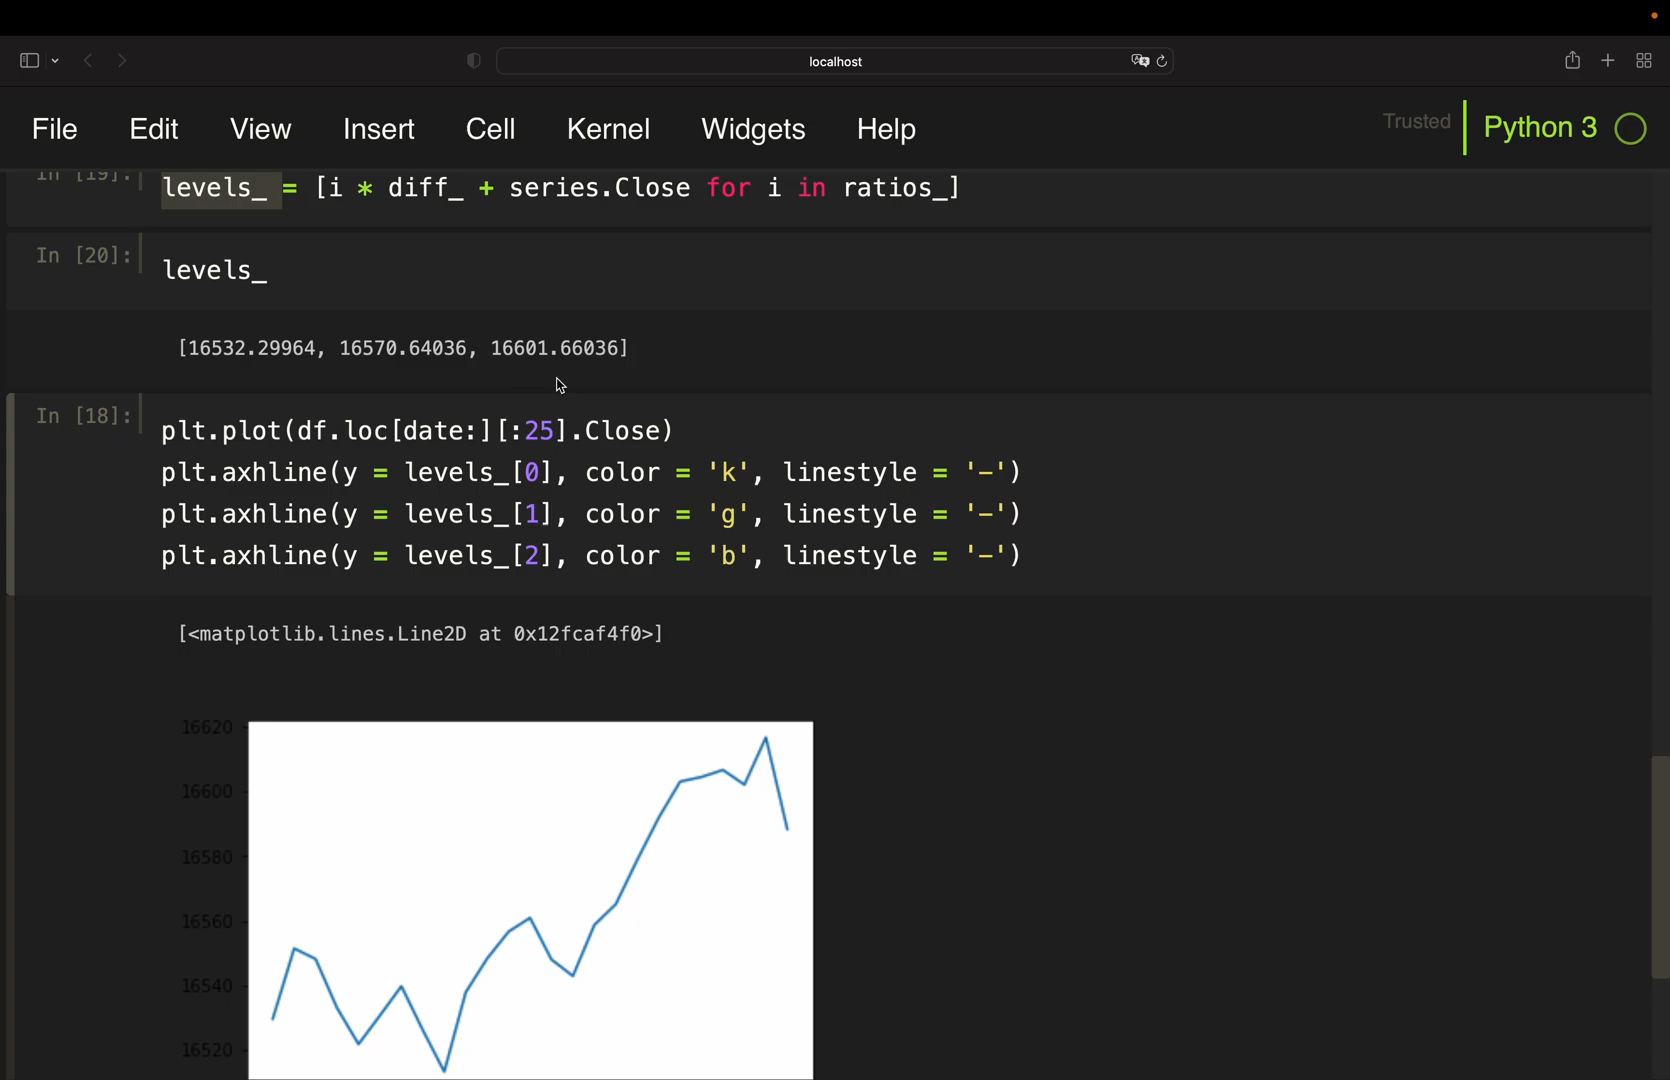 localhost
File Edit View Insert Cell Kernel Widgets Help Trusted Python 3
In [19]: levels_ = [i * diff_ + series.Close for i in ratios_]
In [20]: levels_
[16532.29964, 16570.64036, 16601.66036]
In [18]: plt.plot(df.loc[date:][:25].Close)
plt.axhline(y = levels_[0], color = 'k', linestyle = '-')
plt.axhline(y = levels_[1], color = 'g', linestyle = '-')
plt.axhline(y = levels_[2], color = 'b', linestyle = '-')
[<matplotlib.lines.Line2D at 0x12fcaf4f0>]
16620
16600
16580
16560
16540
16520